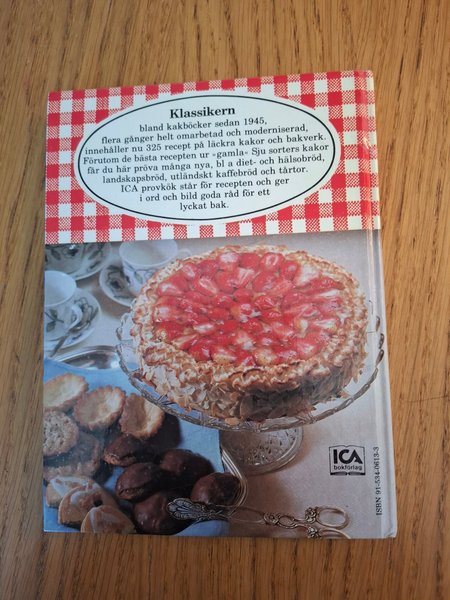 Klassikern
bland kakböcker sedan 1945,
flera gånger helt omarbetad och moderniserad,
innehåller nu 325 recept på läckra kakor och bakverk.
Förutom de bästa recepten ur »gamla» Sju sorters kakor
får du här pröva många nya, bl a diet- och hälsobröd,
landskapsbröd, utländskt kaffebröd och tårtor.
ICA provkök står för recepten och ger
i ord och bild goda råd för ett
lyckat bak.
ICA
bokförlag
ISBN 91-534-0613-3